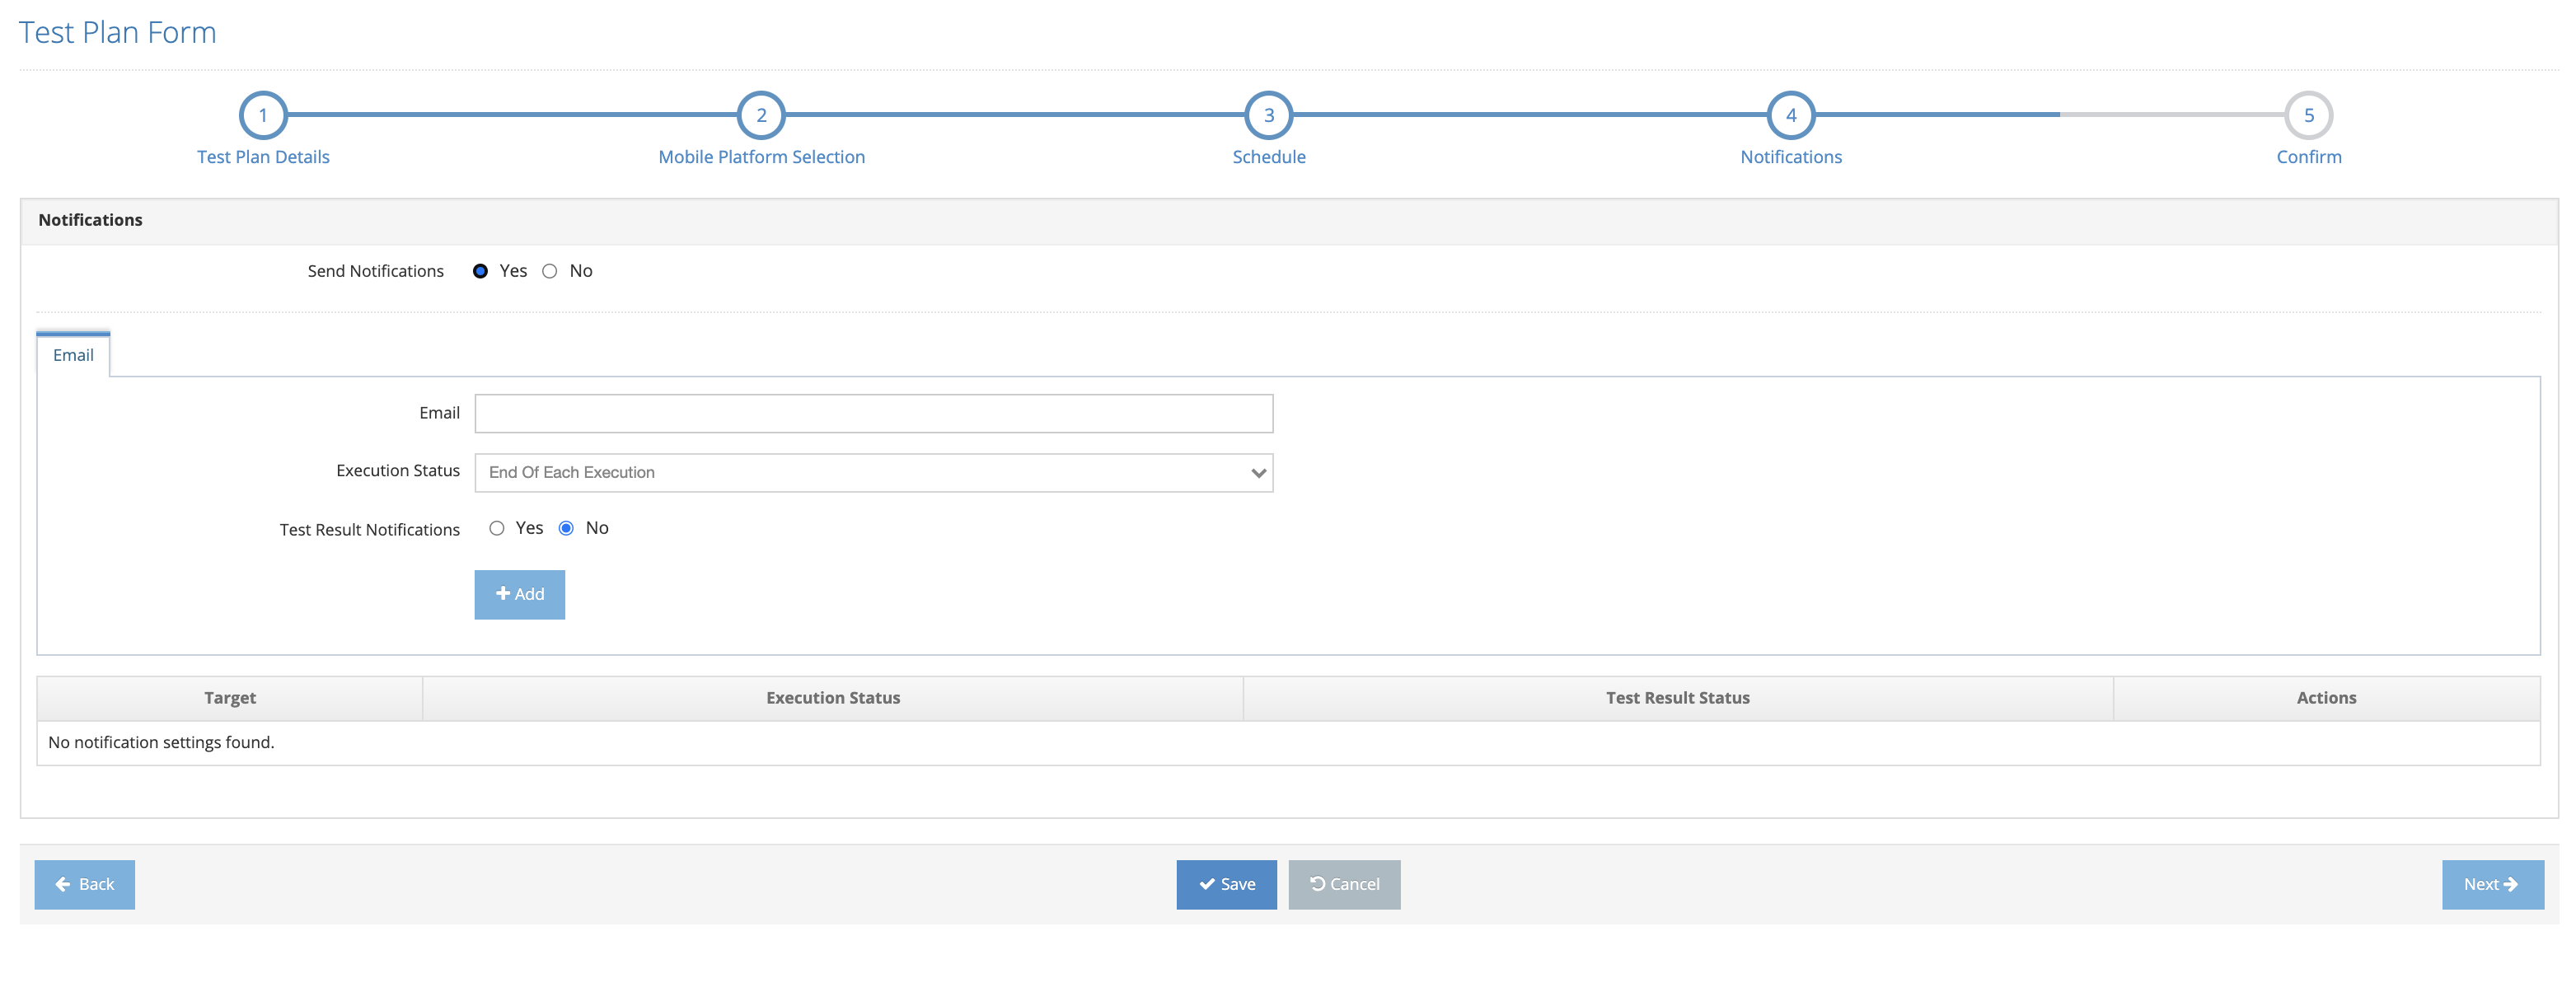 Test Plan Form
1 2 3 4 5
Test Plan Details Mobile Platform Selection Schedule Notifications Confirm
Notifications
Send Notifications Yes No
Email
Email
Execution Status End Of Each Execution
Test Result Notifications Yes No
Add
Target Execution Status Test Result Status Actions
No notification settings found.
Back Save Cancel Next